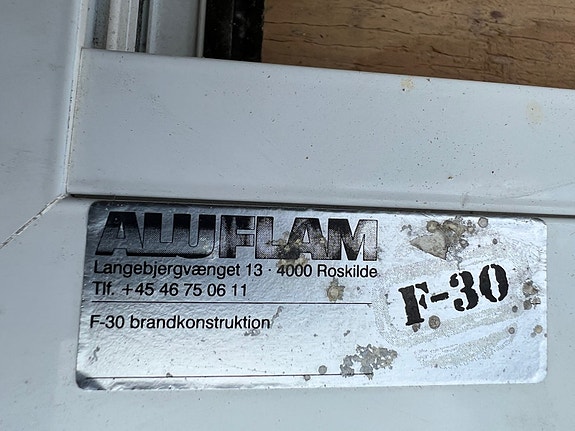 ALUFLAM
Langebjergvænget 13 · 4000 Roskilde
Tlf. +45 46 75 06 11
F-30 brandkonstruktion
F-30